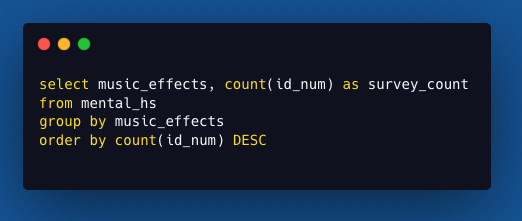 select music_effects, count(id_num) as survey_count
from mental_hs
group by music_effects
order by count(id_num) DESC